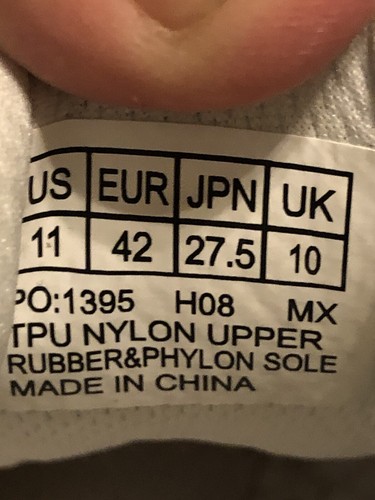 US EUR JPN UK
11 42 27.5 10
PO:1395 H08 MX
TPU NYLON UPPER
RUBBER&PHYLON SOLE
MADE IN CHINA